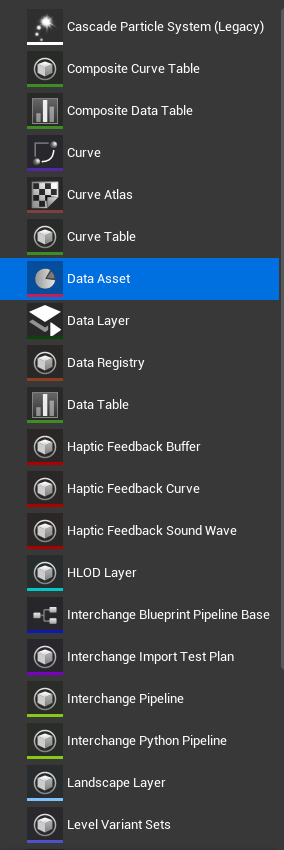 Cascade Particle System (Legacy)
Composite Curve Table
Composite Data Table
Curve
Curve Atlas
Curve Table
Data Asset
Data Layer
Data Registry
Data Table
Haptic Feedback Buffer
Haptic Feedback Curve
Haptic Feedback Sound Wave
HLOD Layer
Interchange Blueprint Pipeline Base
Interchange Import Test Plan
Interchange Pipeline
Interchange Python Pipeline
Landscape Layer
Level Variant Sets